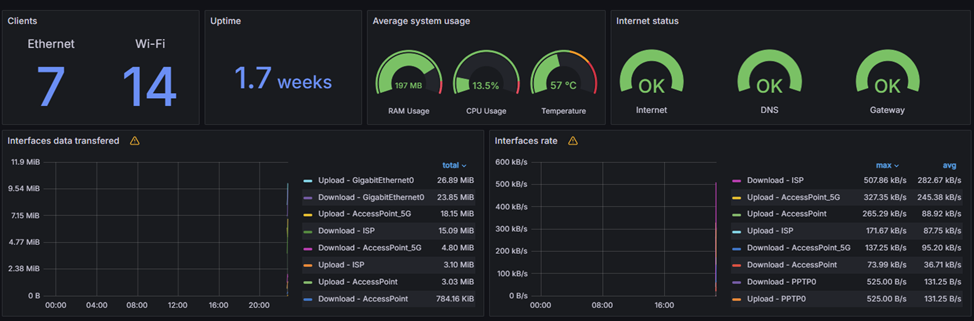 Clients
Uptime
Average system usage
Internet status
Ethernet
Wi-Fi
7
14
1.7 weeks
197 MB
13.5%
57 °C
RAM Usage
CPU Usage
Temperature
OK
OK
OK
Internet
DNS
Gateway
Interfaces data transfered
11.9 MiB
9.54 MiB
7.15 MiB
4.77 MiB
2.38 MiB
0 B
00:00 04:00 08:00 12:00 16:00 20:00
total
Upload - GigabitEthernet0 26.89 MiB
Download - GigabitEthernet0 23.85 MiB
Upload - AccessPoint_5G 18.15 MiB
Download - ISP 15.09 MiB
Download - AccessPoint_5G 4.80 MiB
Upload - ISP 3.10 MiB
Upload - AccessPoint 3.03 MiB
Download - AccessPoint 784.16 KiB
Interfaces rate
600 kB/s
500 kB/s
400 kB/s
300 kB/s
200 kB/s
100 kB/s
0 B/s
00:00 08:00 16:00
max avg
Download - ISP 507.86 kB/s 282.67 kB/s
Upload - AccessPoint_5G 327.35 kB/s 245.38 kB/s
Upload - AccessPoint 265.29 kB/s 88.92 kB/s
Upload - ISP 171.67 kB/s 87.75 kB/s
Download - AccessPoint_5G 137.25 kB/s 95.20 kB/s
Download - AccessPoint 73.99 kB/s 36.71 kB/s
Download - PPTP0 525.00 B/s 131.25 B/s
Upload - PPTP0 525.00 B/s 131.25 B/s